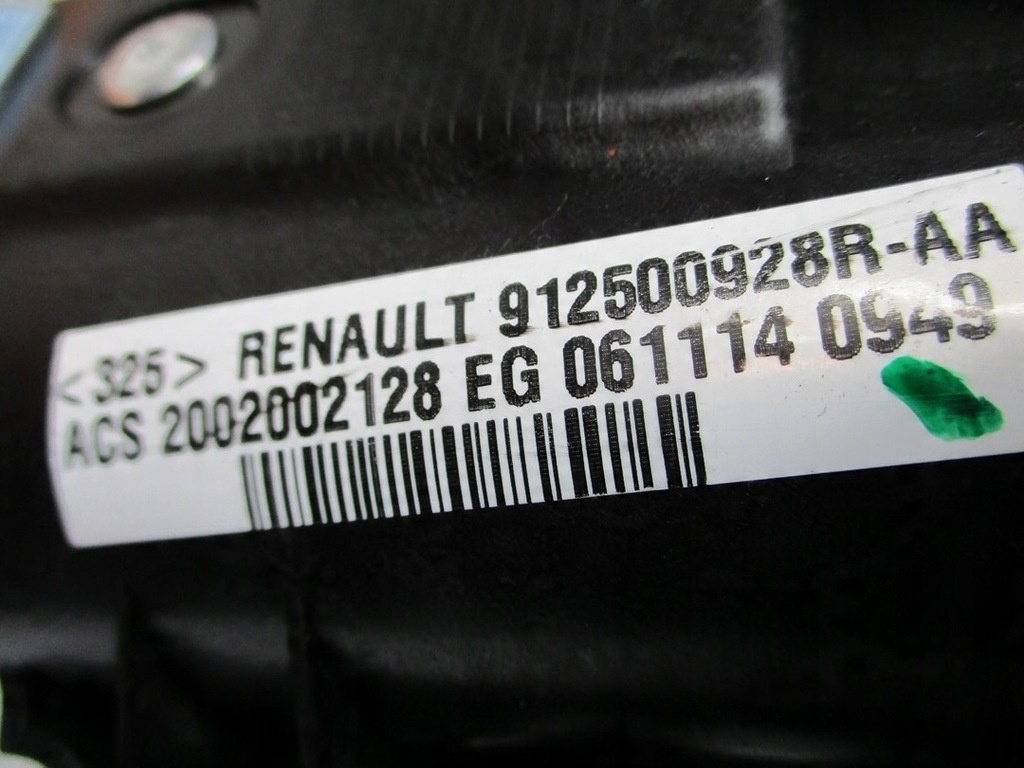 <325> RENAULT 912500928R-AA
ACS 2002002128 EG 061114 0949